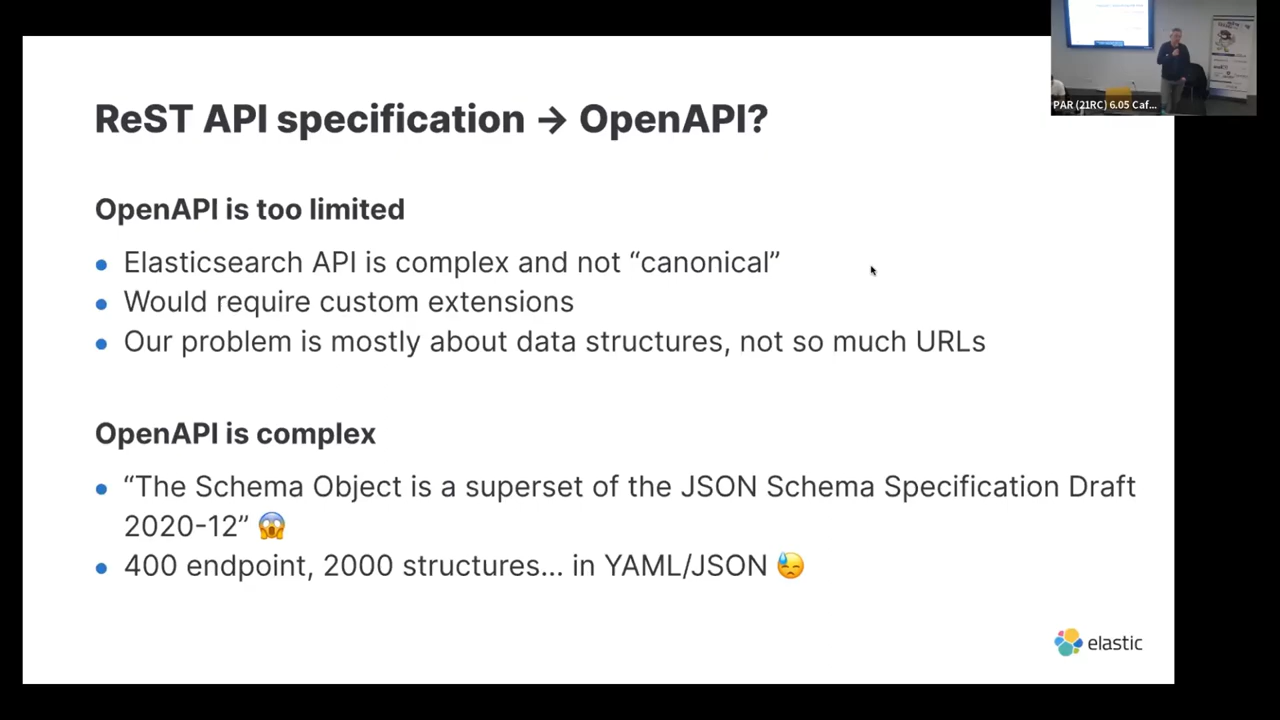 ReST API specification → OpenAPI?
OpenAPI is too limited
● Elasticsearch API is complex and not “canonical”
● Would require custom extensions
● Our problem is mostly about data structures, not so much URLs
OpenAPI is complex
● “The Schema Object is a superset of the JSON Schema Specification Draft
2020-12” 😱
● 400 endpoint, 2000 structures... in YAML/JSON 😓
elastic
PAR (21RC) 6.05 Caf...